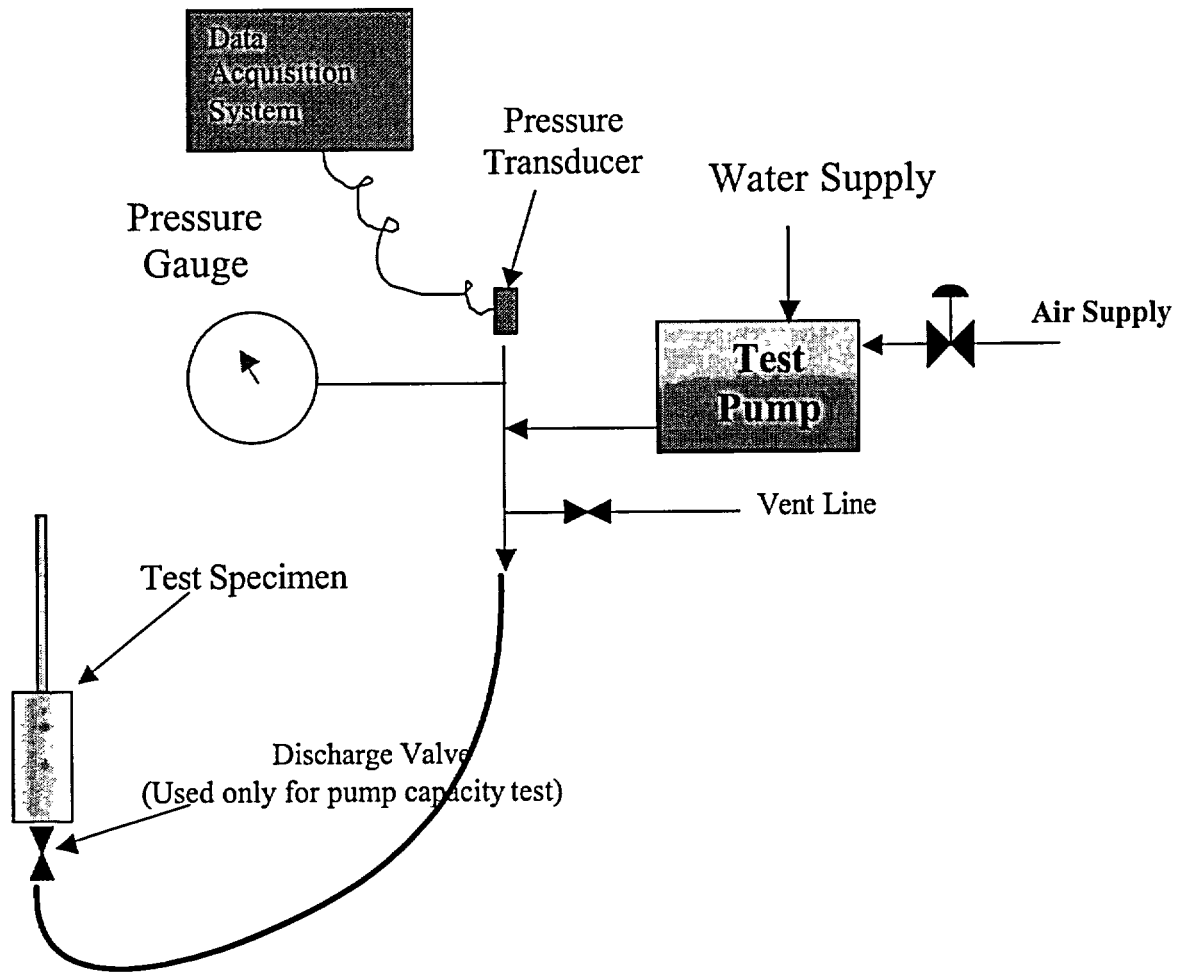 Data
Acquisition
System
Pressure
Transducer
Water Supply
Pressure
Gauge
Air Supply
Test
Pump
Vent Line
Test Specimen
Discharge Valve
(Used only for pump capacity test)